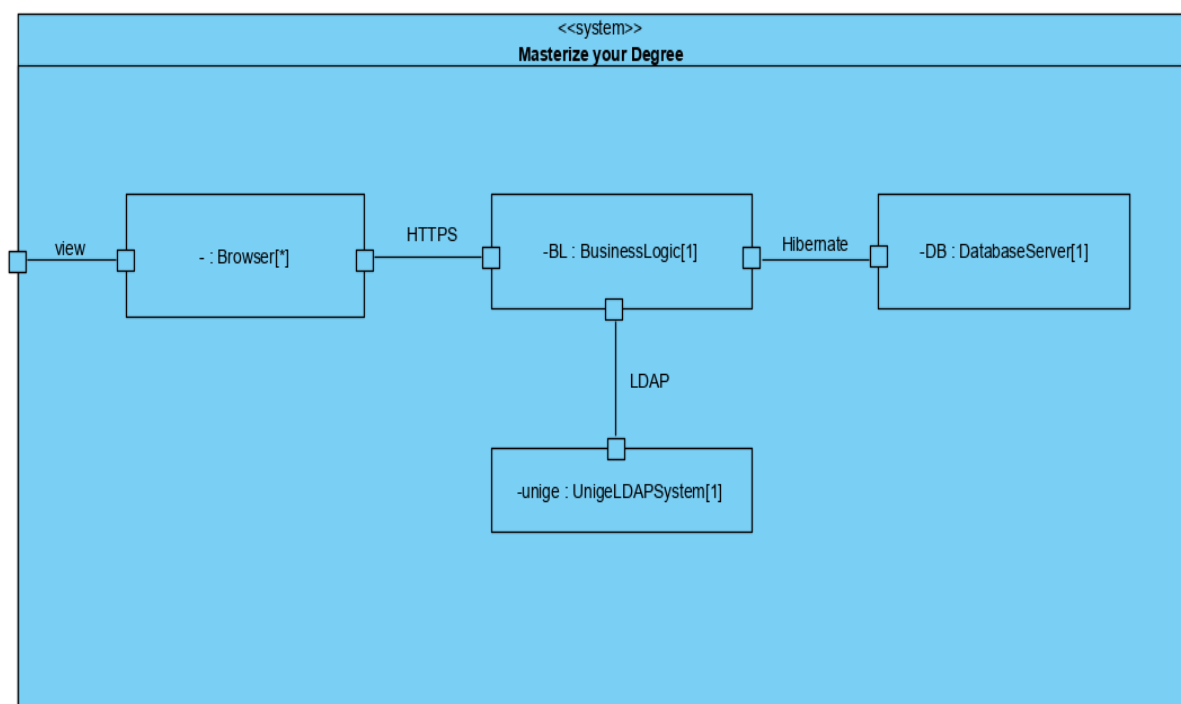 <<system>>
Masterize your Degree
view
- : Browser[*]
HTTPS
-BL : BusinessLogic[1]
Hibernate
-DB : DatabaseServer[1]
LDAP
-unige : UnigeLDAPSystem[1]